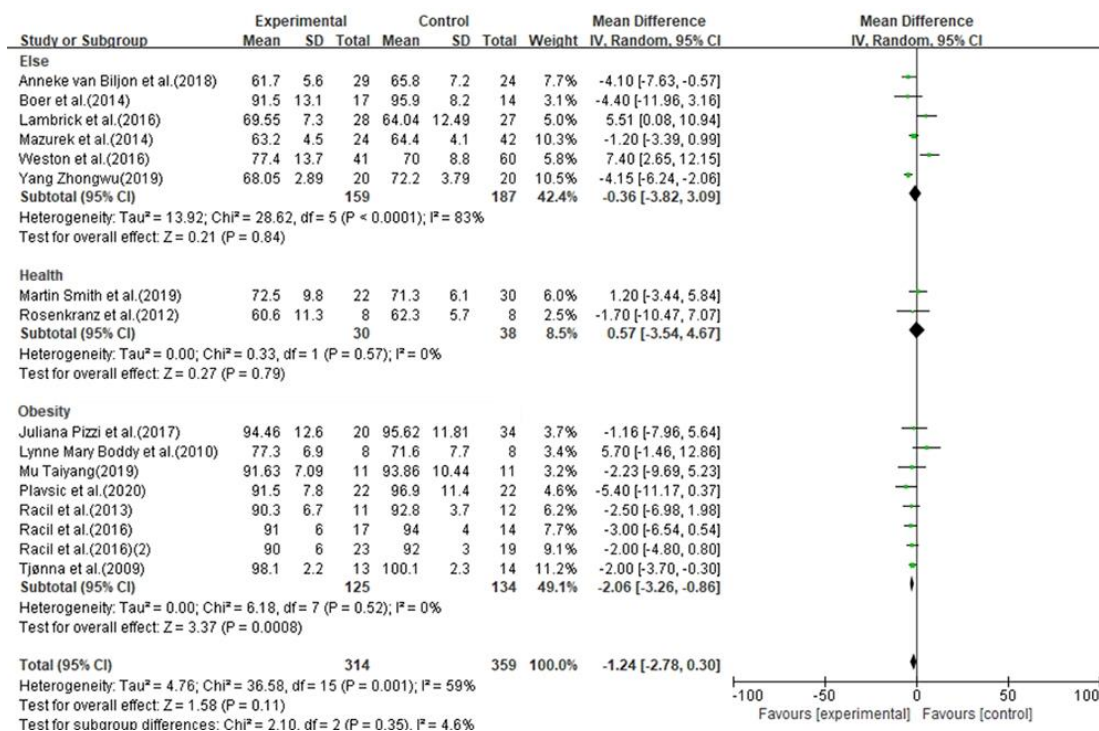 Experimental Control Mean Difference Mean Difference
Study or Subgroup Mean SD Total Mean SD Total Weight IV, Random, 95% CI IV, Random, 95% CI
Else
Anneke van Biljon et al.(2018) 61.7 5.6 29 65.8 7.2 24 7.7% -4.10 [-7.63, -0.57]
Boer et al.(2014) 91.5 13.1 17 95.9 8.2 14 3.1% -4.40 [-11.96, 3.16]
Lambrick et al.(2016) 69.55 7.3 28 64.04 12.49 27 5.0% 5.51 [0.08, 10.94]
Mazurek et al.(2014) 63.2 4.5 24 64.4 4.1 42 10.3% -1.20 [-3.39, 0.99]
Weston et al.(2016) 77.4 13.7 41 70 8.8 60 5.8% 7.40 [2.65, 12.15]
Yang Zhongwu(2019) 68.05 2.89 20 72.2 3.79 20 10.5% -4.15 [-6.24, -2.06]
Subtotal (95% CI) 159 187 42.4% -0.36 [-3.82, 3.09]
Heterogeneity: Tau² = 13.92; Chi² = 28.62, df = 5 (P < 0.0001); I² = 83%
Test for overall effect: Z = 0.21 (P = 0.84)
Health
Martin Smith et al.(2019) 72.5 9.8 22 71.3 6.1 30 6.0% 1.20 [-3.44, 5.84]
Rosenkranz et al.(2012) 60.6 11.3 8 62.3 5.7 8 2.5% -1.70 [-10.47, 7.07]
Subtotal (95% CI) 30 38 8.5% 0.57 [-3.54, 4.67]
Heterogeneity: Tau² = 0.00; Chi² = 0.33, df = 1 (P = 0.57); I² = 0%
Test for overall effect: Z = 0.27 (P = 0.79)
Obesity
Juliana Pizzi et al.(2017) 94.46 12.6 20 95.62 11.81 34 3.7% -1.16 [-7.96, 5.64]
Lynne Mary Boddy et al.(2010) 77.3 6.9 8 71.6 7.7 8 3.4% 5.70 [-1.46, 12.86]
Mu Taiyang(2019) 91.63 7.09 11 93.86 10.44 11 3.2% -2.23 [-9.69, 5.23]
Plavsic et al.(2020) 91.5 7.8 22 96.9 11.4 22 4.6% -5.40 [-11.17, 0.37]
Racil et al.(2013) 90.3 6.7 11 92.8 3.7 12 6.2% -2.50 [-6.98, 1.98]
Racil et al.(2016) 91 6 17 94 4 14 7.7% -3.00 [-6.54, 0.54]
Racil et al.(2016)(2) 90 6 23 92 3 19 9.1% -2.00 [-4.80, 0.80]
Tjønna et al.(2009) 98.1 2.2 13 100.1 2.3 14 11.2% -2.00 [-3.70, -0.30]
Subtotal (95% CI) 125 134 49.1% -2.06 [-3.26, -0.86]
Heterogeneity: Tau² = 0.00; Chi² = 6.18, df = 7 (P = 0.52); I² = 0%
Test for overall effect: Z = 3.37 (P = 0.0008)
Total (95% CI) 314 359 100.0% -1.24 [-2.78, 0.30]
Heterogeneity: Tau² = 4.76; Chi² = 36.58, df = 15 (P = 0.001); I² = 59%
Test for overall effect: Z = 1.58 (P = 0.11)
Test for subgroup differences: Chi² = 2.10, df = 2 (P = 0.35), I² = 4.6%
-100 -50 0 50 100
Favours [experimental] Favours [control]